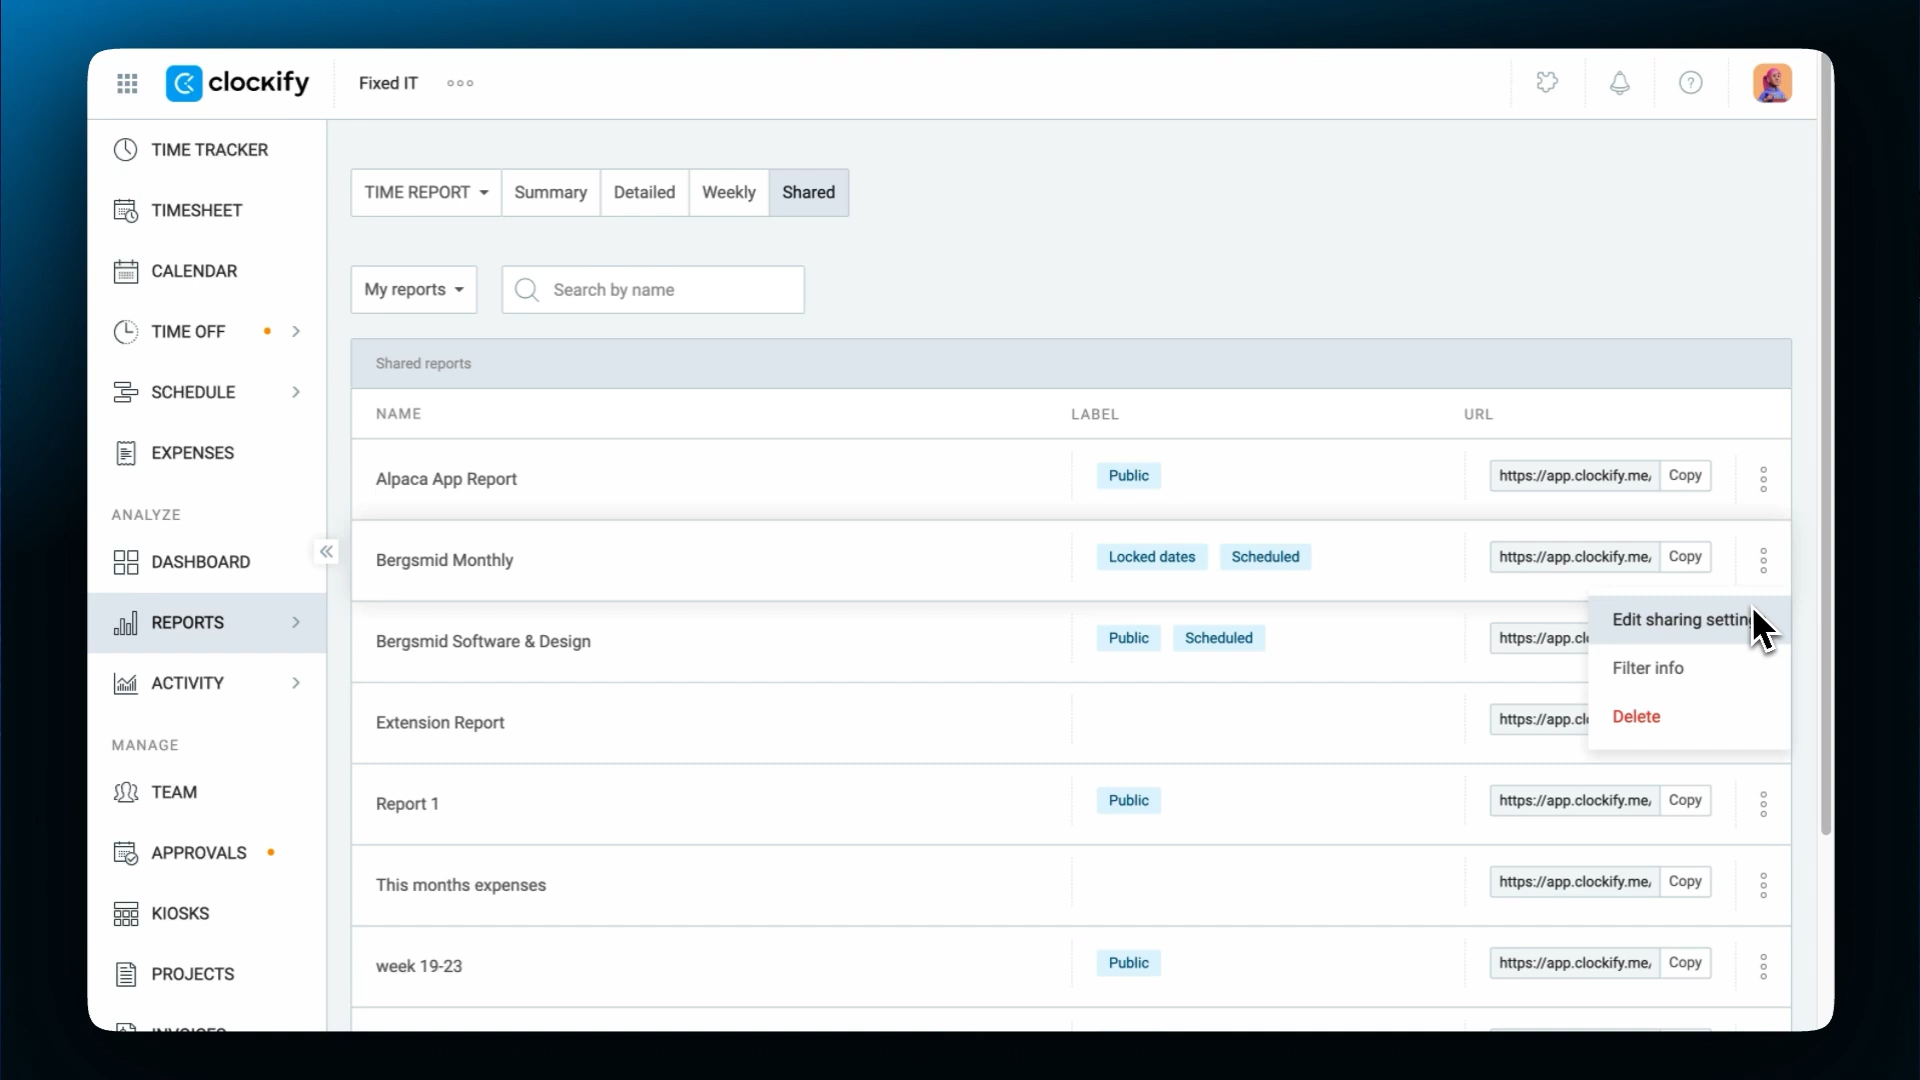 clockify
Fixed IT
TIME TRACKER
TIMESHEET
CALENDAR
TIME OFF
SCHEDULE
EXPENSES
ANALYZE
DASHBOARD
REPORTS
ACTIVITY
MANAGE
TEAM
APPROVALS
KIOSKS
PROJECTS
TIME REPORT Summary Detailed Weekly Shared
My reports Search by name
Shared reports
NAME LABEL URL
Alpaca App Report Public https://app.clockify.me, Copy
Bergsmid Monthly Locked dates Scheduled https://app.clockify.me, Copy
Bergsmid Software & Design Public Scheduled https://app.cl
Extension Report https://app.cl
Edit sharing settin
Filter info
Delete
Report 1 Public https://app.clockify.me, Copy
This months expenses https://app.clockify.me, Copy
week 19-23 Public https://app.clockify.me, Copy